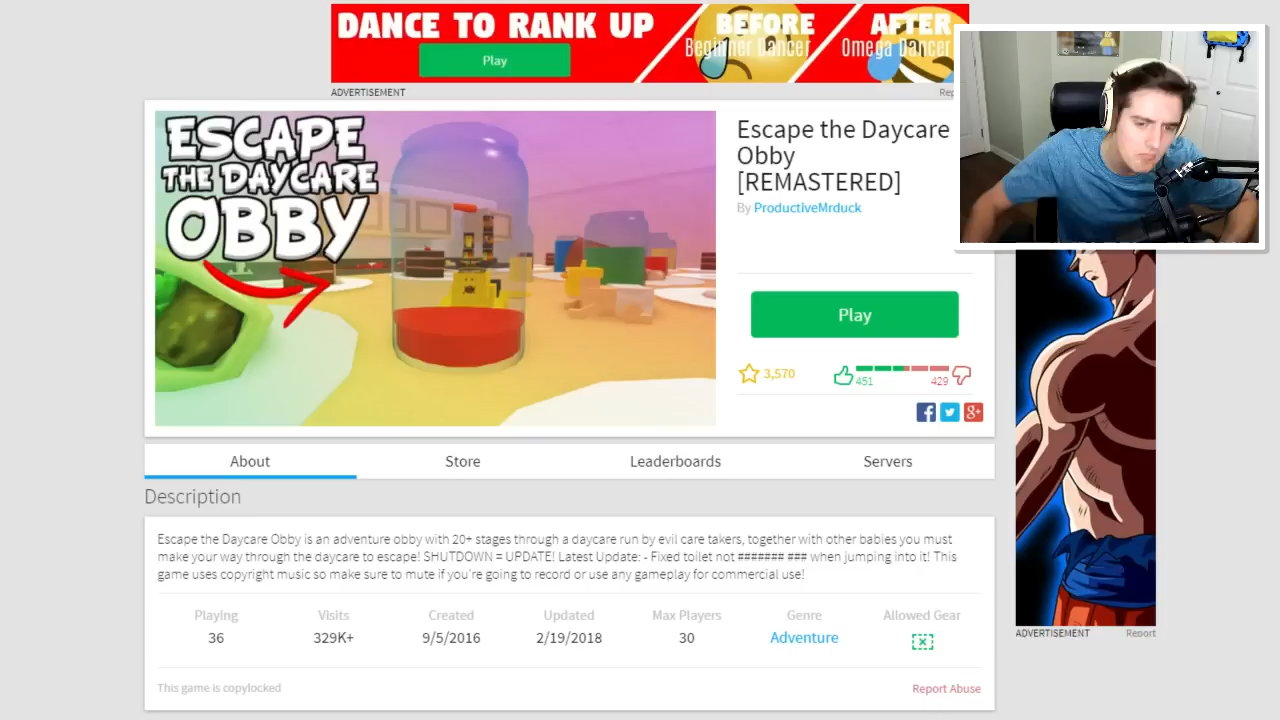 DANCE TO RANK UP
BEFORE
AFTER
Play
Beginner Dancer
Omega Dancer
ADVERTISEMENT
ESCAPE
THE DAYCARE
OBBY
Escape the Daycare
Obby
[REMASTERED]
By ProductiveMrduck
Play
3,570
451
429
About
Store
Leaderboards
Servers
Description
Escape the Daycare Obby is an adventure obby with 20+ stages through a daycare run by evil care takers, together with other babies you must
make your way through the daycare to escape! SHUTDOWN = UPDATE! Latest Update: - Fixed toilet not ####### ### when jumping into it! This
game uses copyright music so make sure to mute if you're going to record or use any gameplay for commercial use!
Playing
Visits
Created
Updated
Max Players
Genre
Allowed Gear
36
329K+
9/5/2016
2/19/2018
30
Adventure
ADVERTISEMENT
Report
This game is copylocked
Report Abuse